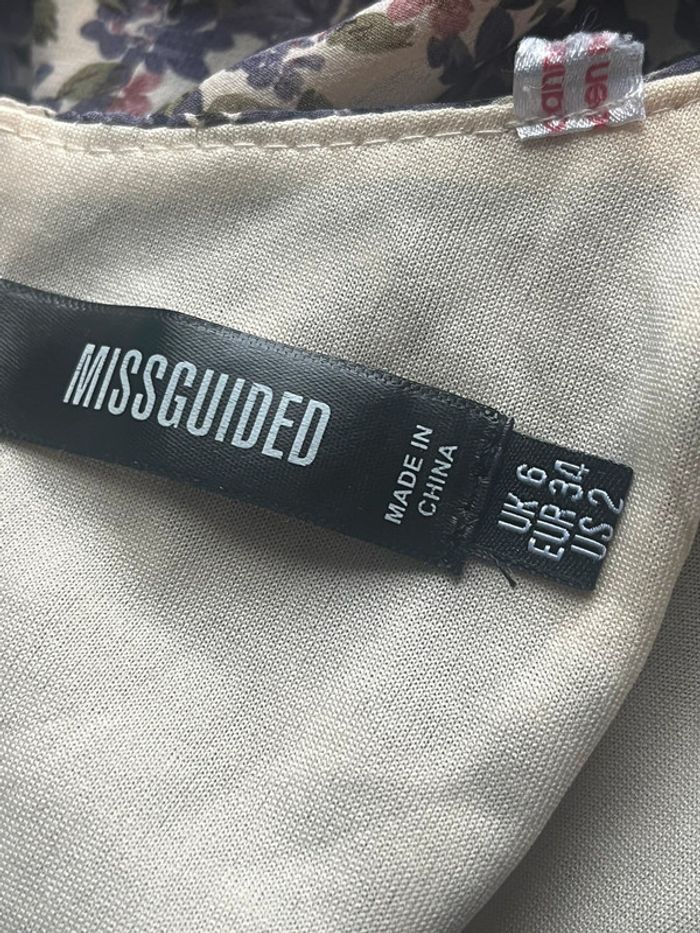 MISSGUIDED
MADE IN
CHINA
UK 6
EUR 34
US 2